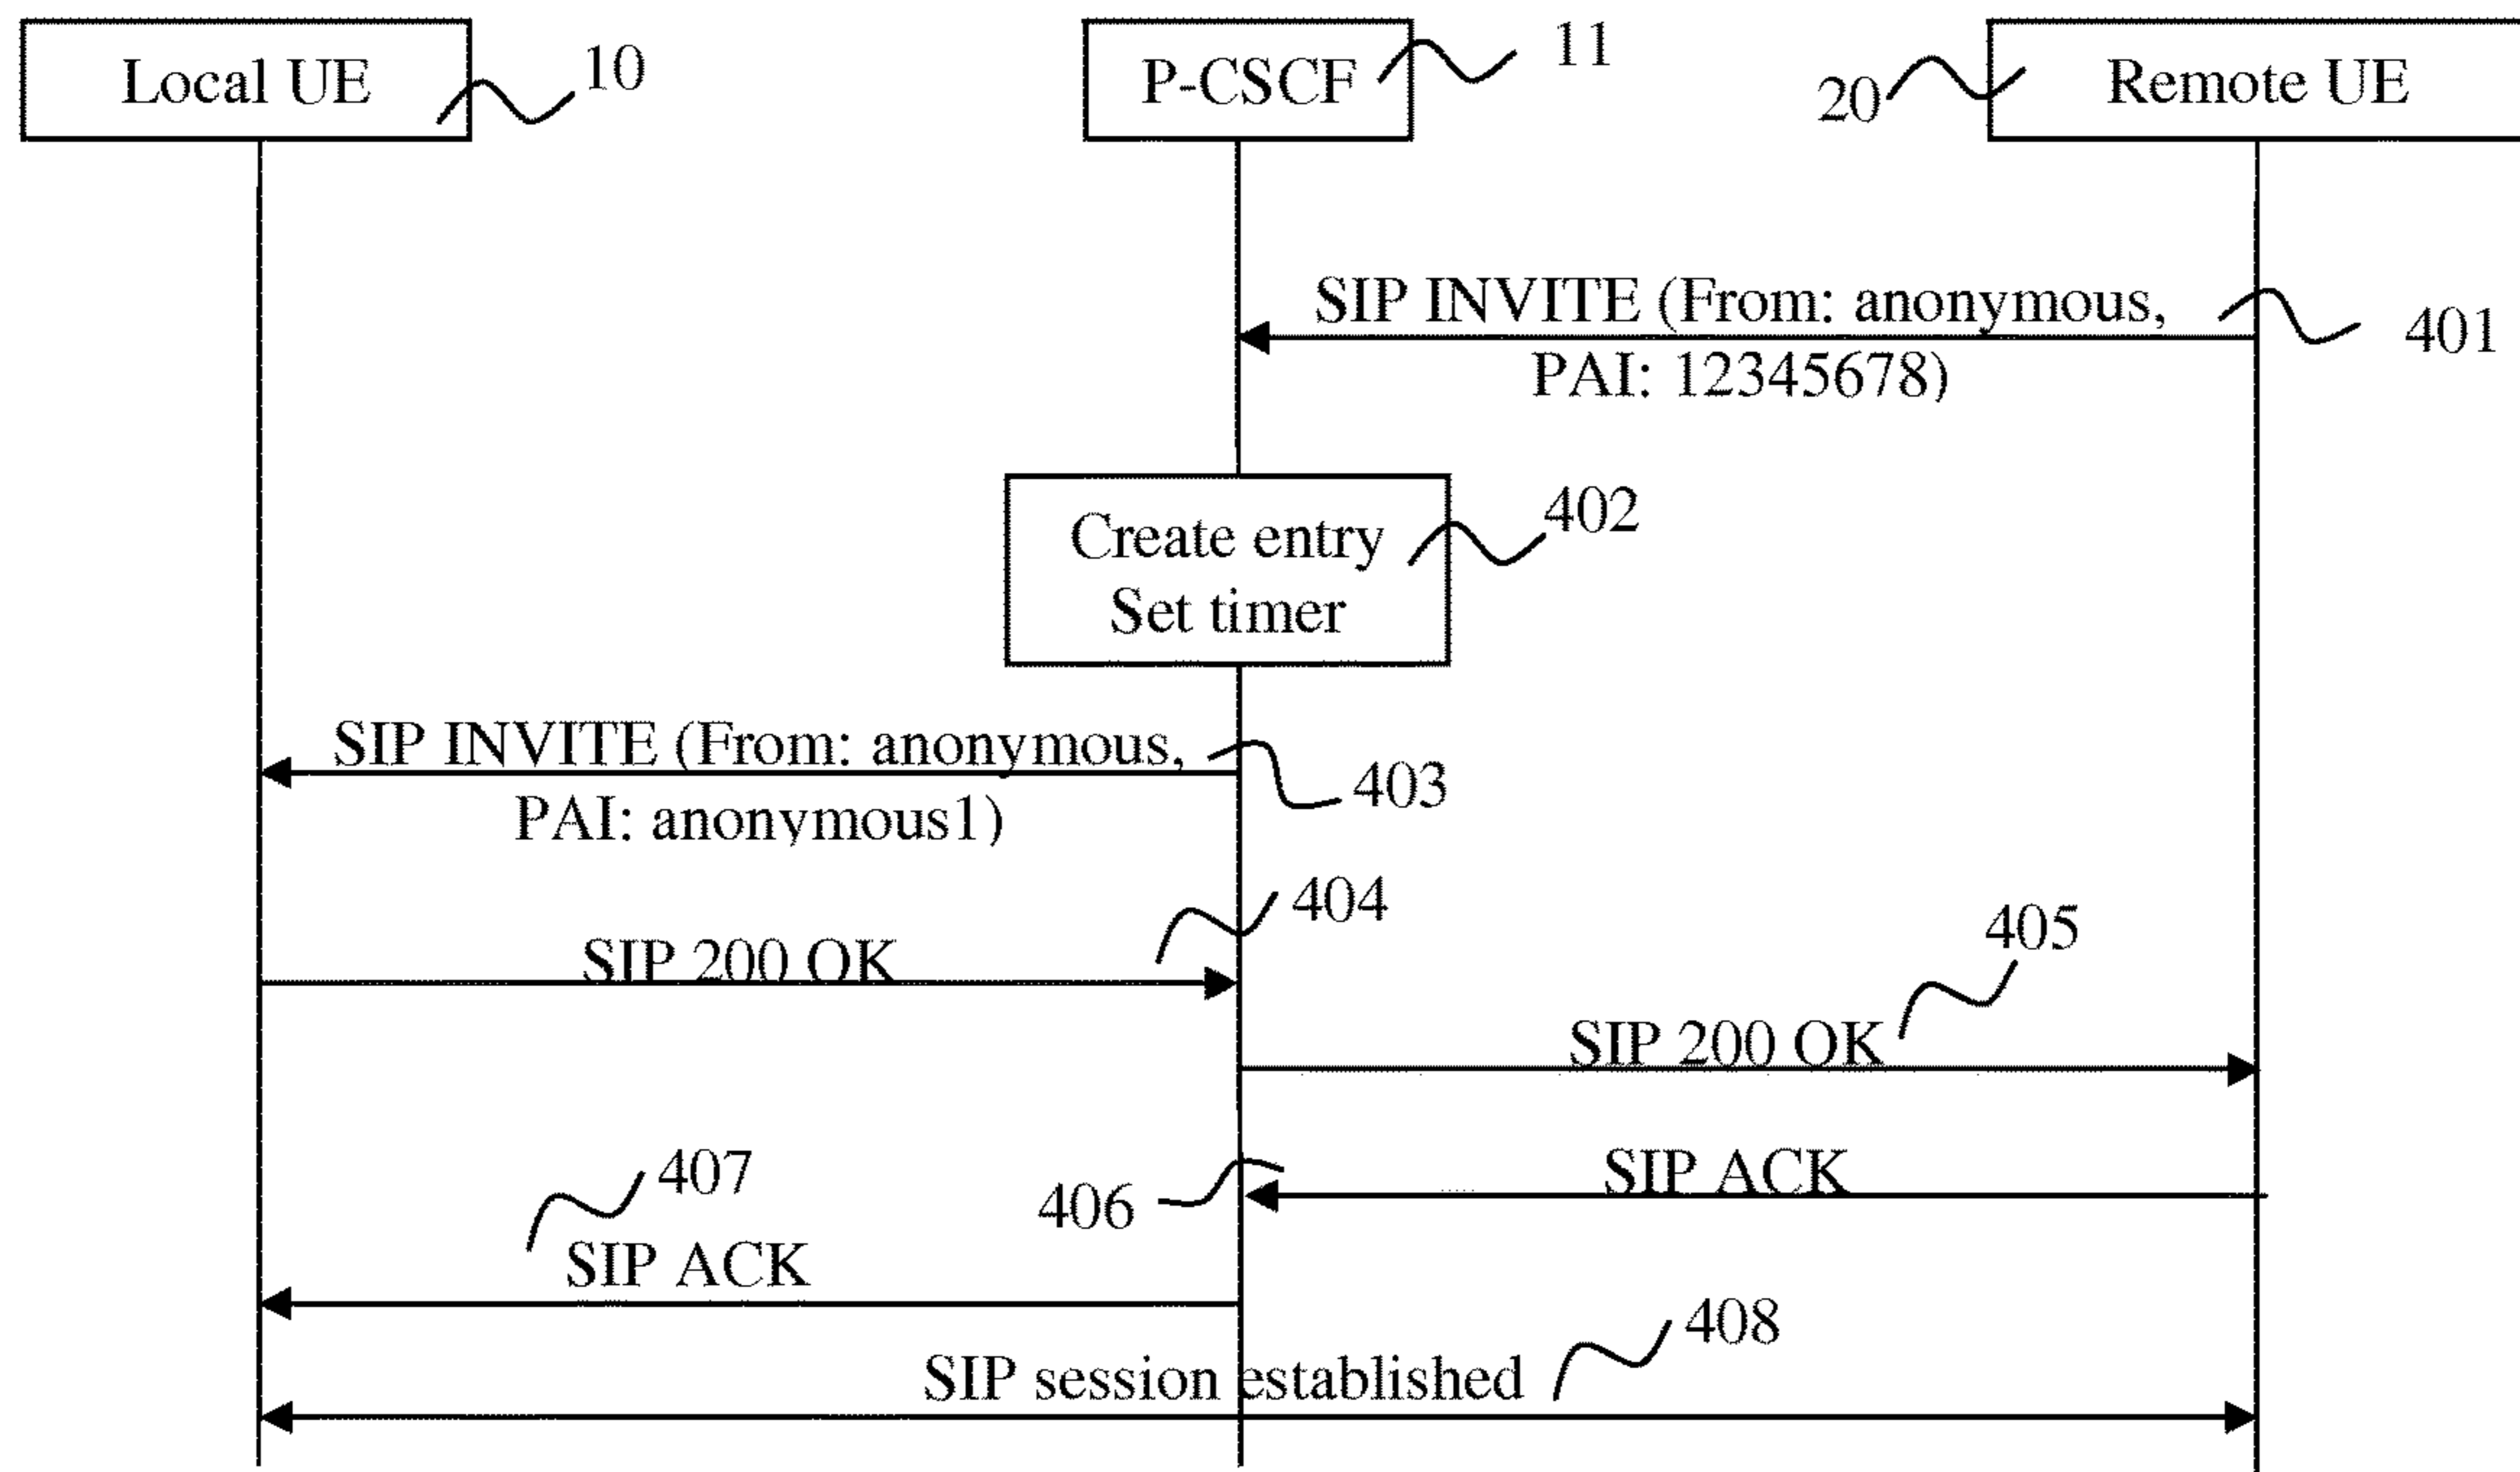 Local UE
10
P-CSCF
11
20
Remote UE
SIP INVITE (From: anonymous,
401
PAI: 12345678)
402
Create entry
Set timer
SIP INVITE (From: anonymous,
403
PAI: anonymous1)
404
SIP 200 OK
405
SIP 200 OK
407
406
SIP ACK
SIP ACK
408
SIP session established